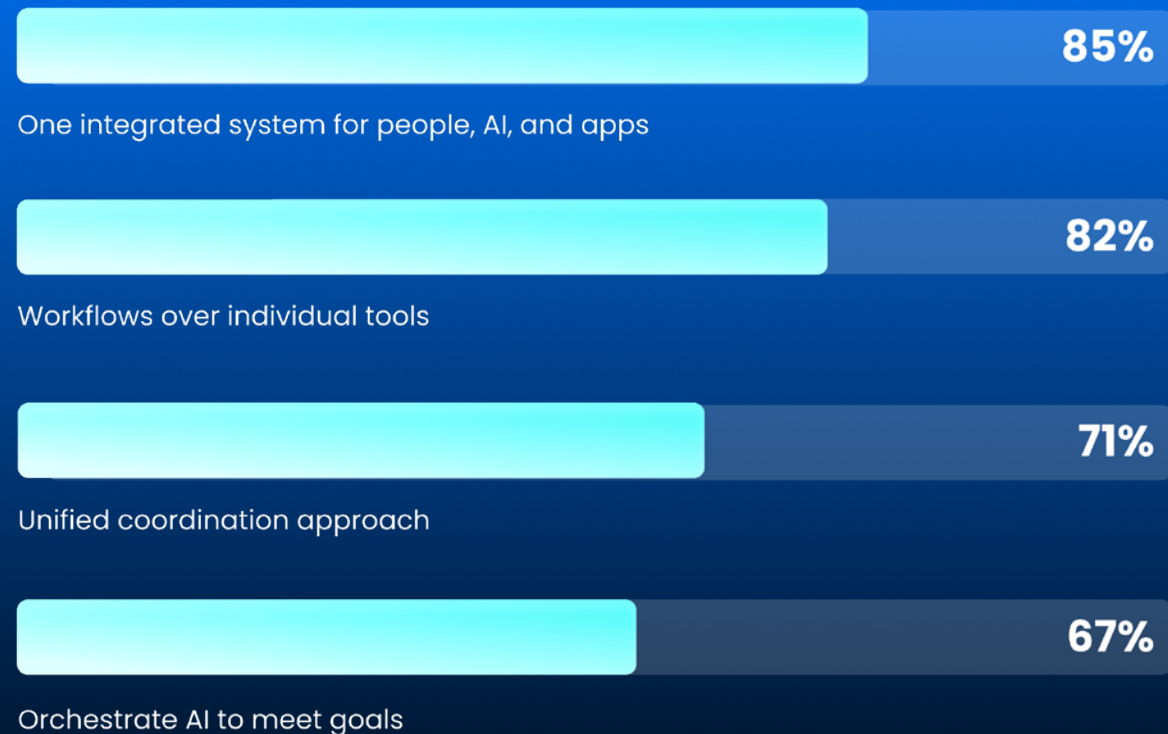 85%
One integrated system for people, AI, and apps
82%
Workflows over individual tools
71%
Unified coordination approach
67%
Orchestrate AI to meet goals